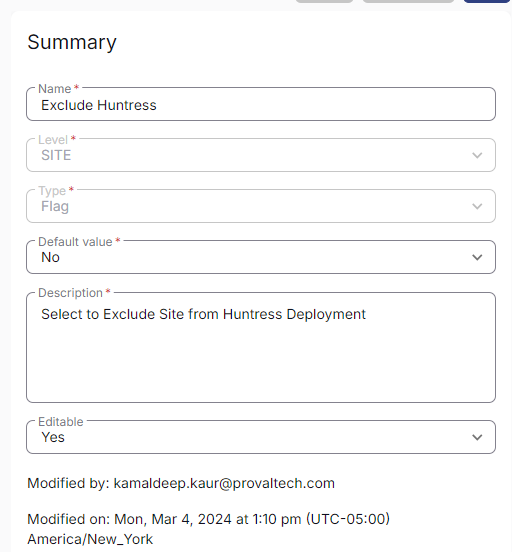 Summary
Name *
Exclude Huntress
Level *
SITE
Type *
Flag
Default value *
No
Description *
Select to Exclude Site from Huntress Deployment
Editable
Yes
Modified by: kamaldeep.kaur@provaltech.com
Modified on: Mon, Mar 4, 2024 at 1:10 pm (UTC-05:00)
America/New_York